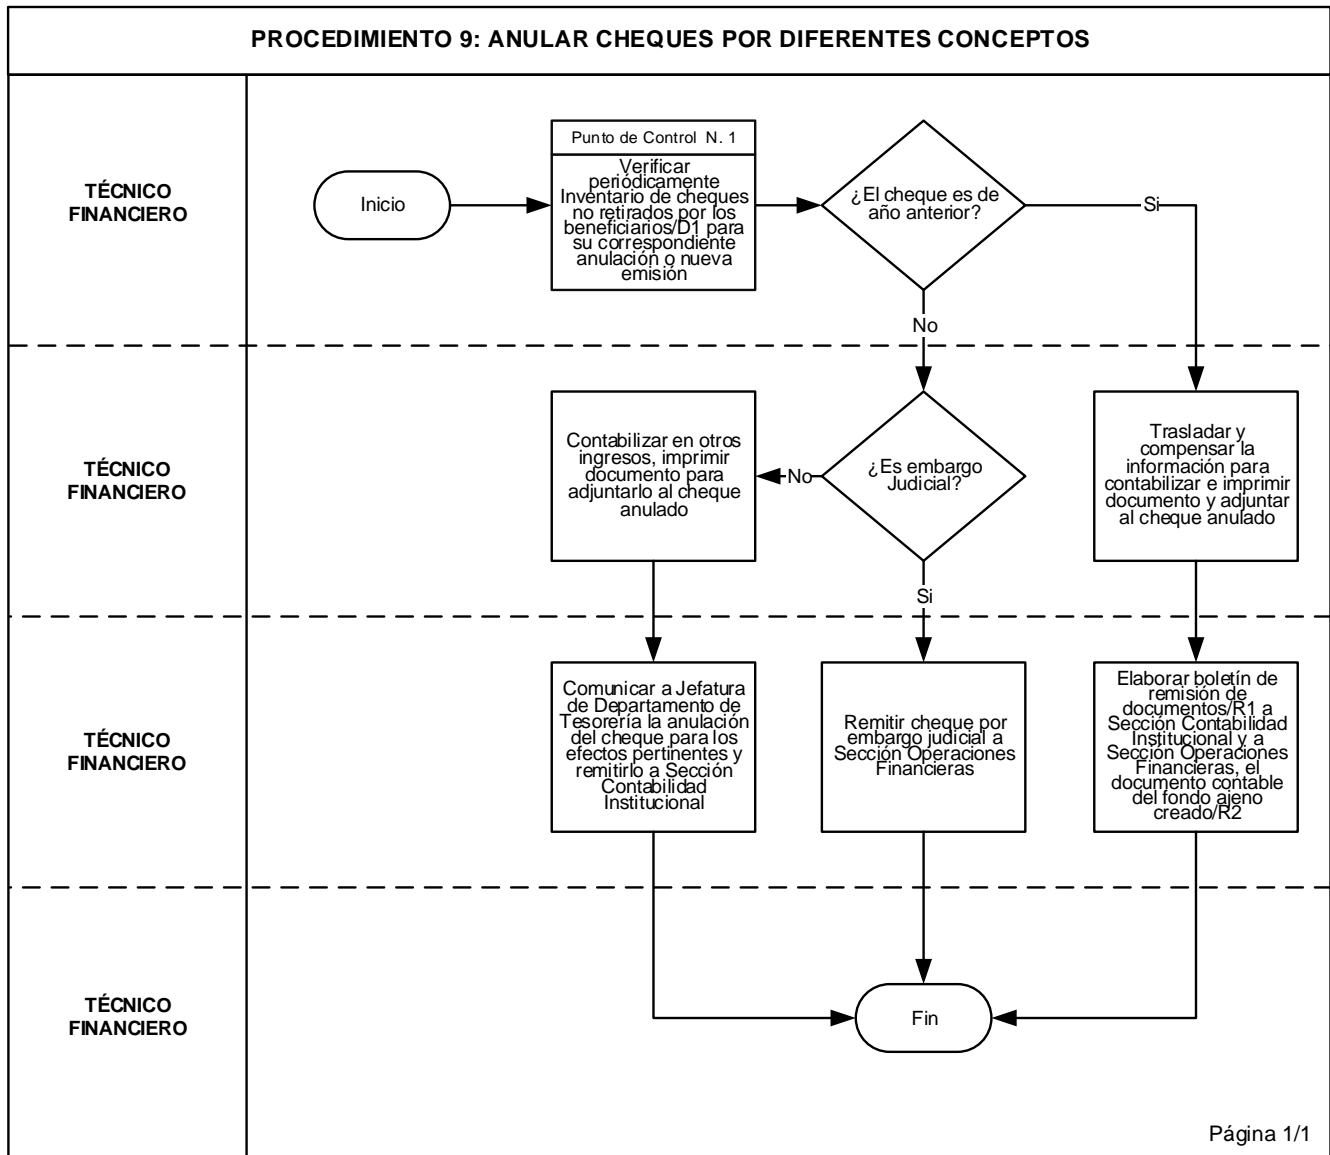 PROCEDIMIENTO 9: ANULAR CHEQUES POR DIFERENTES CONCEPTOS
TÉCNICO
FINANCIERO
Inicio
Punto de Control N. 1
Verificar
periódicamente
Inventario de cheques
no retirados por los
beneficiarios/D1 para
su correspondiente
anulación o nueva
emisión
¿El cheque es de
año anterior?
Si
No
TÉCNICO
FINANCIERO
Contabilizar en otros
ingresos, imprimir
documento para
adjuntarlo al cheque
anulado
No
¿Es embargo
Judicial?
Si
Trasladar y
compensar la
información para
contabilizar e imprimir
documento y adjuntar
al cheque anulado
TÉCNICO
FINANCIERO
Comunicar a Jefatura
de Departamento de
Tesorería la anulación
del cheque para los
efectos pertinentes y
remitirlo a Sección
Contabilidad
Institucional
Remitir cheque por
embargo judicial a
Sección Operaciones
Financieras
Elaborar boletín de
remisión de
documentos/R1 a
Sección Contabilidad
Institucional y a
Sección Operaciones
Financieras, el
documento contable
del fondo ajeno
creado/R2
TÉCNICO
FINANCIERO
Fin
Página 1/1